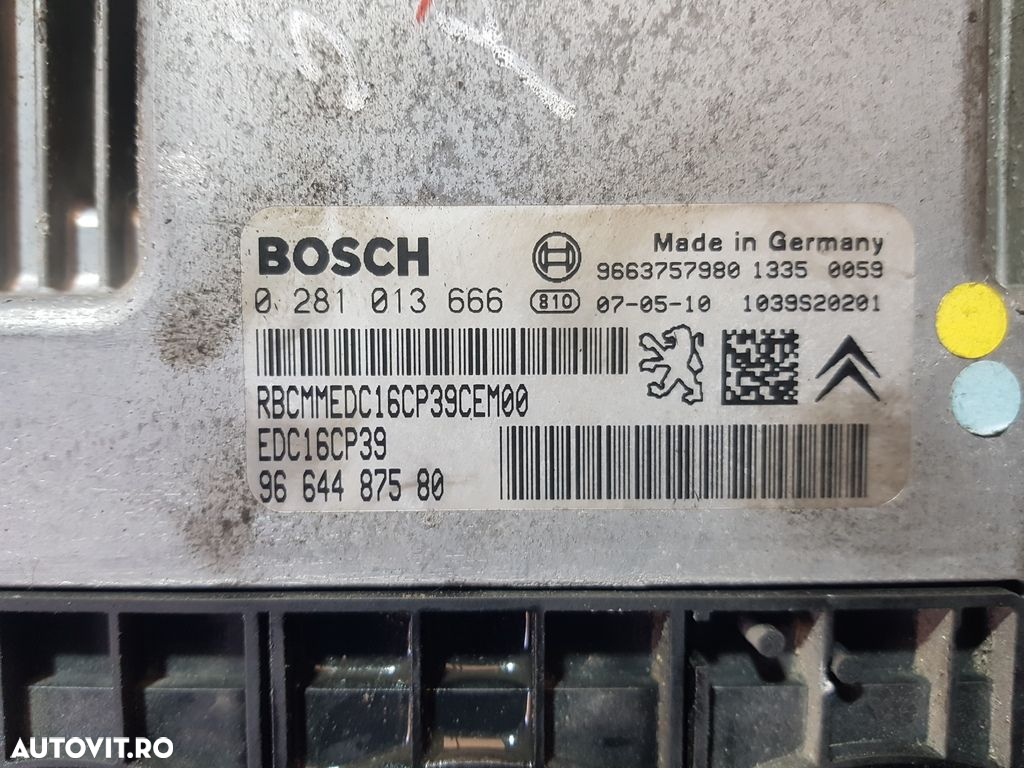 BOSCH
Made in Germany
9663757980 1335 0059
0 281 013 666
810 07-05-10 1039S20201
RBCMMEDC16CP39CEM00
EDC16CP39
96 644 875 80
AUTOVIT.RO